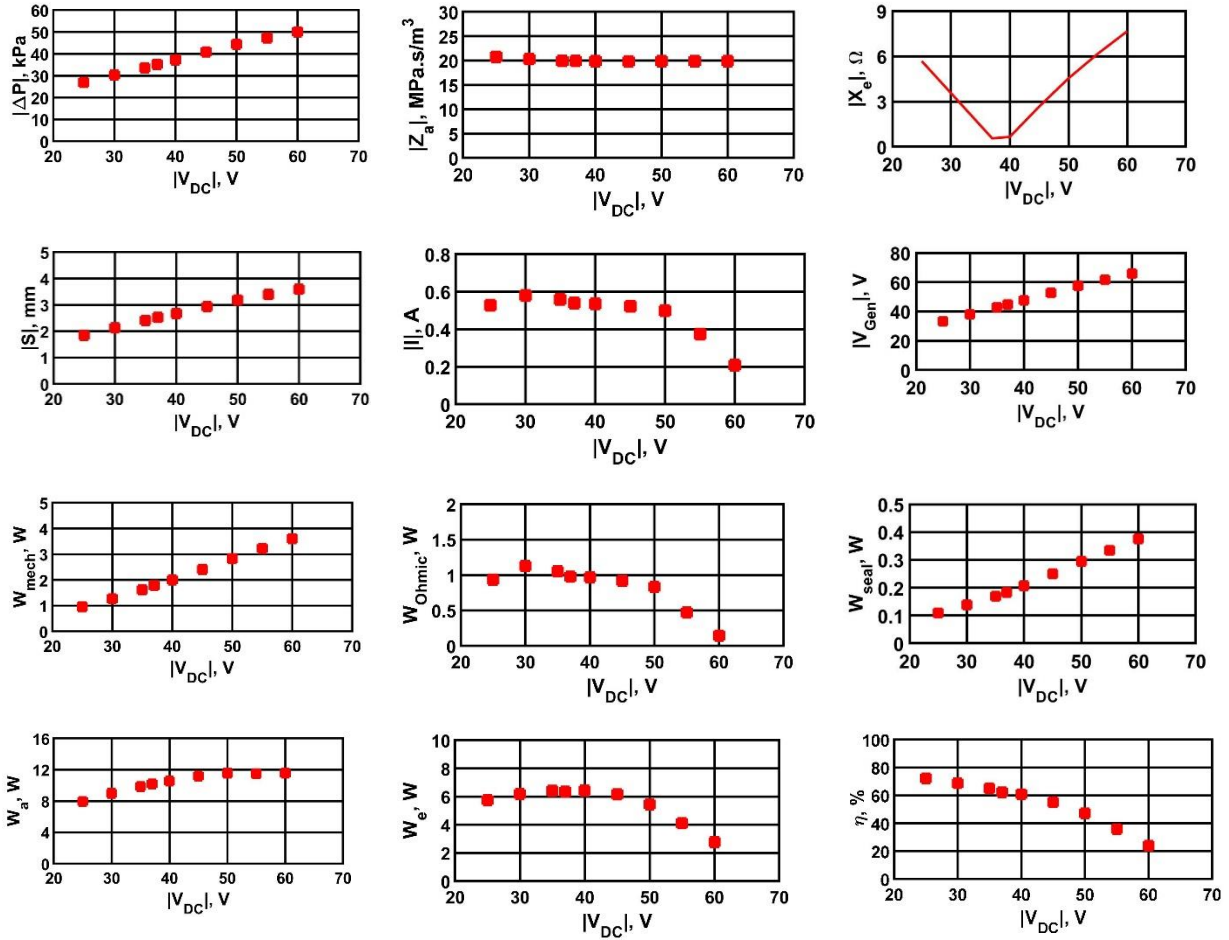 |ΔP|, kPa
60
50
40
30
20
10
0
20 30 40 50 60 70
|V_DC|, V
|Z_a|, MPa.s/m³
30
25
20
15
10
5
0
20 30 40 50 60 70
|V_DC|, V
|X_e|, Ω
9
6
3
0
20 30 40 50 60 70
|V_DC|, V
|S|, mm
5
4
3
2
1
0
20 30 40 50 60 70
|V_DC|, V
|I|, A
0.8
0.6
0.4
0.2
0
20 30 40 50 60 70
|V_DC|, V
|V_Gen|, V
80
60
40
20
0
20 30 40 50 60 70
|V_DC|, V
W_mech, W
5
4
3
2
1
0
20 30 40 50 60 70
|V_DC|, V
W_Ohmic, W
2
1.5
1
0.5
0
20 30 40 50 60 70
|V_DC|, V
W_seal, W
0.5
0.4
0.3
0.2
0.1
0
20 30 40 50 60 70
|V_DC|, V
W_a, W
16
12
8
4
0
20 30 40 50 60 70
|V_DC|, V
W_e, W
10
8
6
4
2
0
20 30 40 50 60 70
|V_DC|, V
η, %
100
80
60
40
20
0
20 30 40 50 60 70
|V_DC|, V